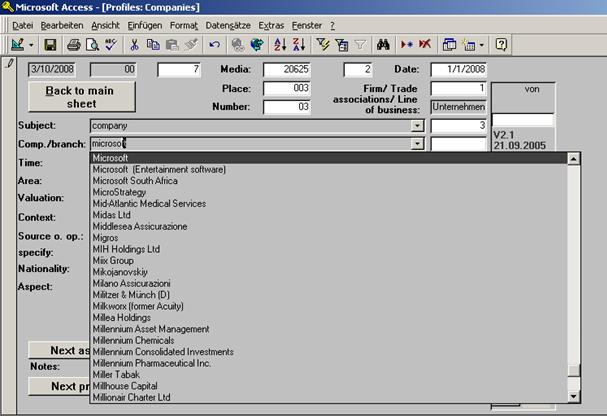 Microsoft Access - [Profiles: Companies]
Datei Bearbeiten Ansicht Einfügen Format Datensätze Extras Fenster ?
3/10/2008 00 7 Media: 20625 2 Date: 1/1/2008
Back to main sheet
Place: 003
Firm/ Trade associations/ Line of business:
1
Unternehmen
Number: 03
von
Subject: company 3
V2.1
21.09.2005
Comp./branch: microsoft
Time:
Area:
Valuation:
Context:
Source o. op.:
specify:
Nationality:
Aspect:
Microsoft
Microsoft (Entertainment software)
Microsoft South Africa
MicroStrategy
Mid-Atlantic Medical Services
Midas Ltd
Middlesea Assicurazione
Migros
MIH Holdings Ltd
Miix Group
Mikojanovskiy
Milano Assicurazioni
Militzer & Münch (D)
Milkworx (former Acuity)
Millea Holdings
Millennium Asset Management
Millennium Chemicals
Millennium Consolidated Investments
Millennium Pharmaceutical Inc.
Miller Tabak
Millhouse Capital
Millionair Charter Ltd
Next as
Notes:
Next pr